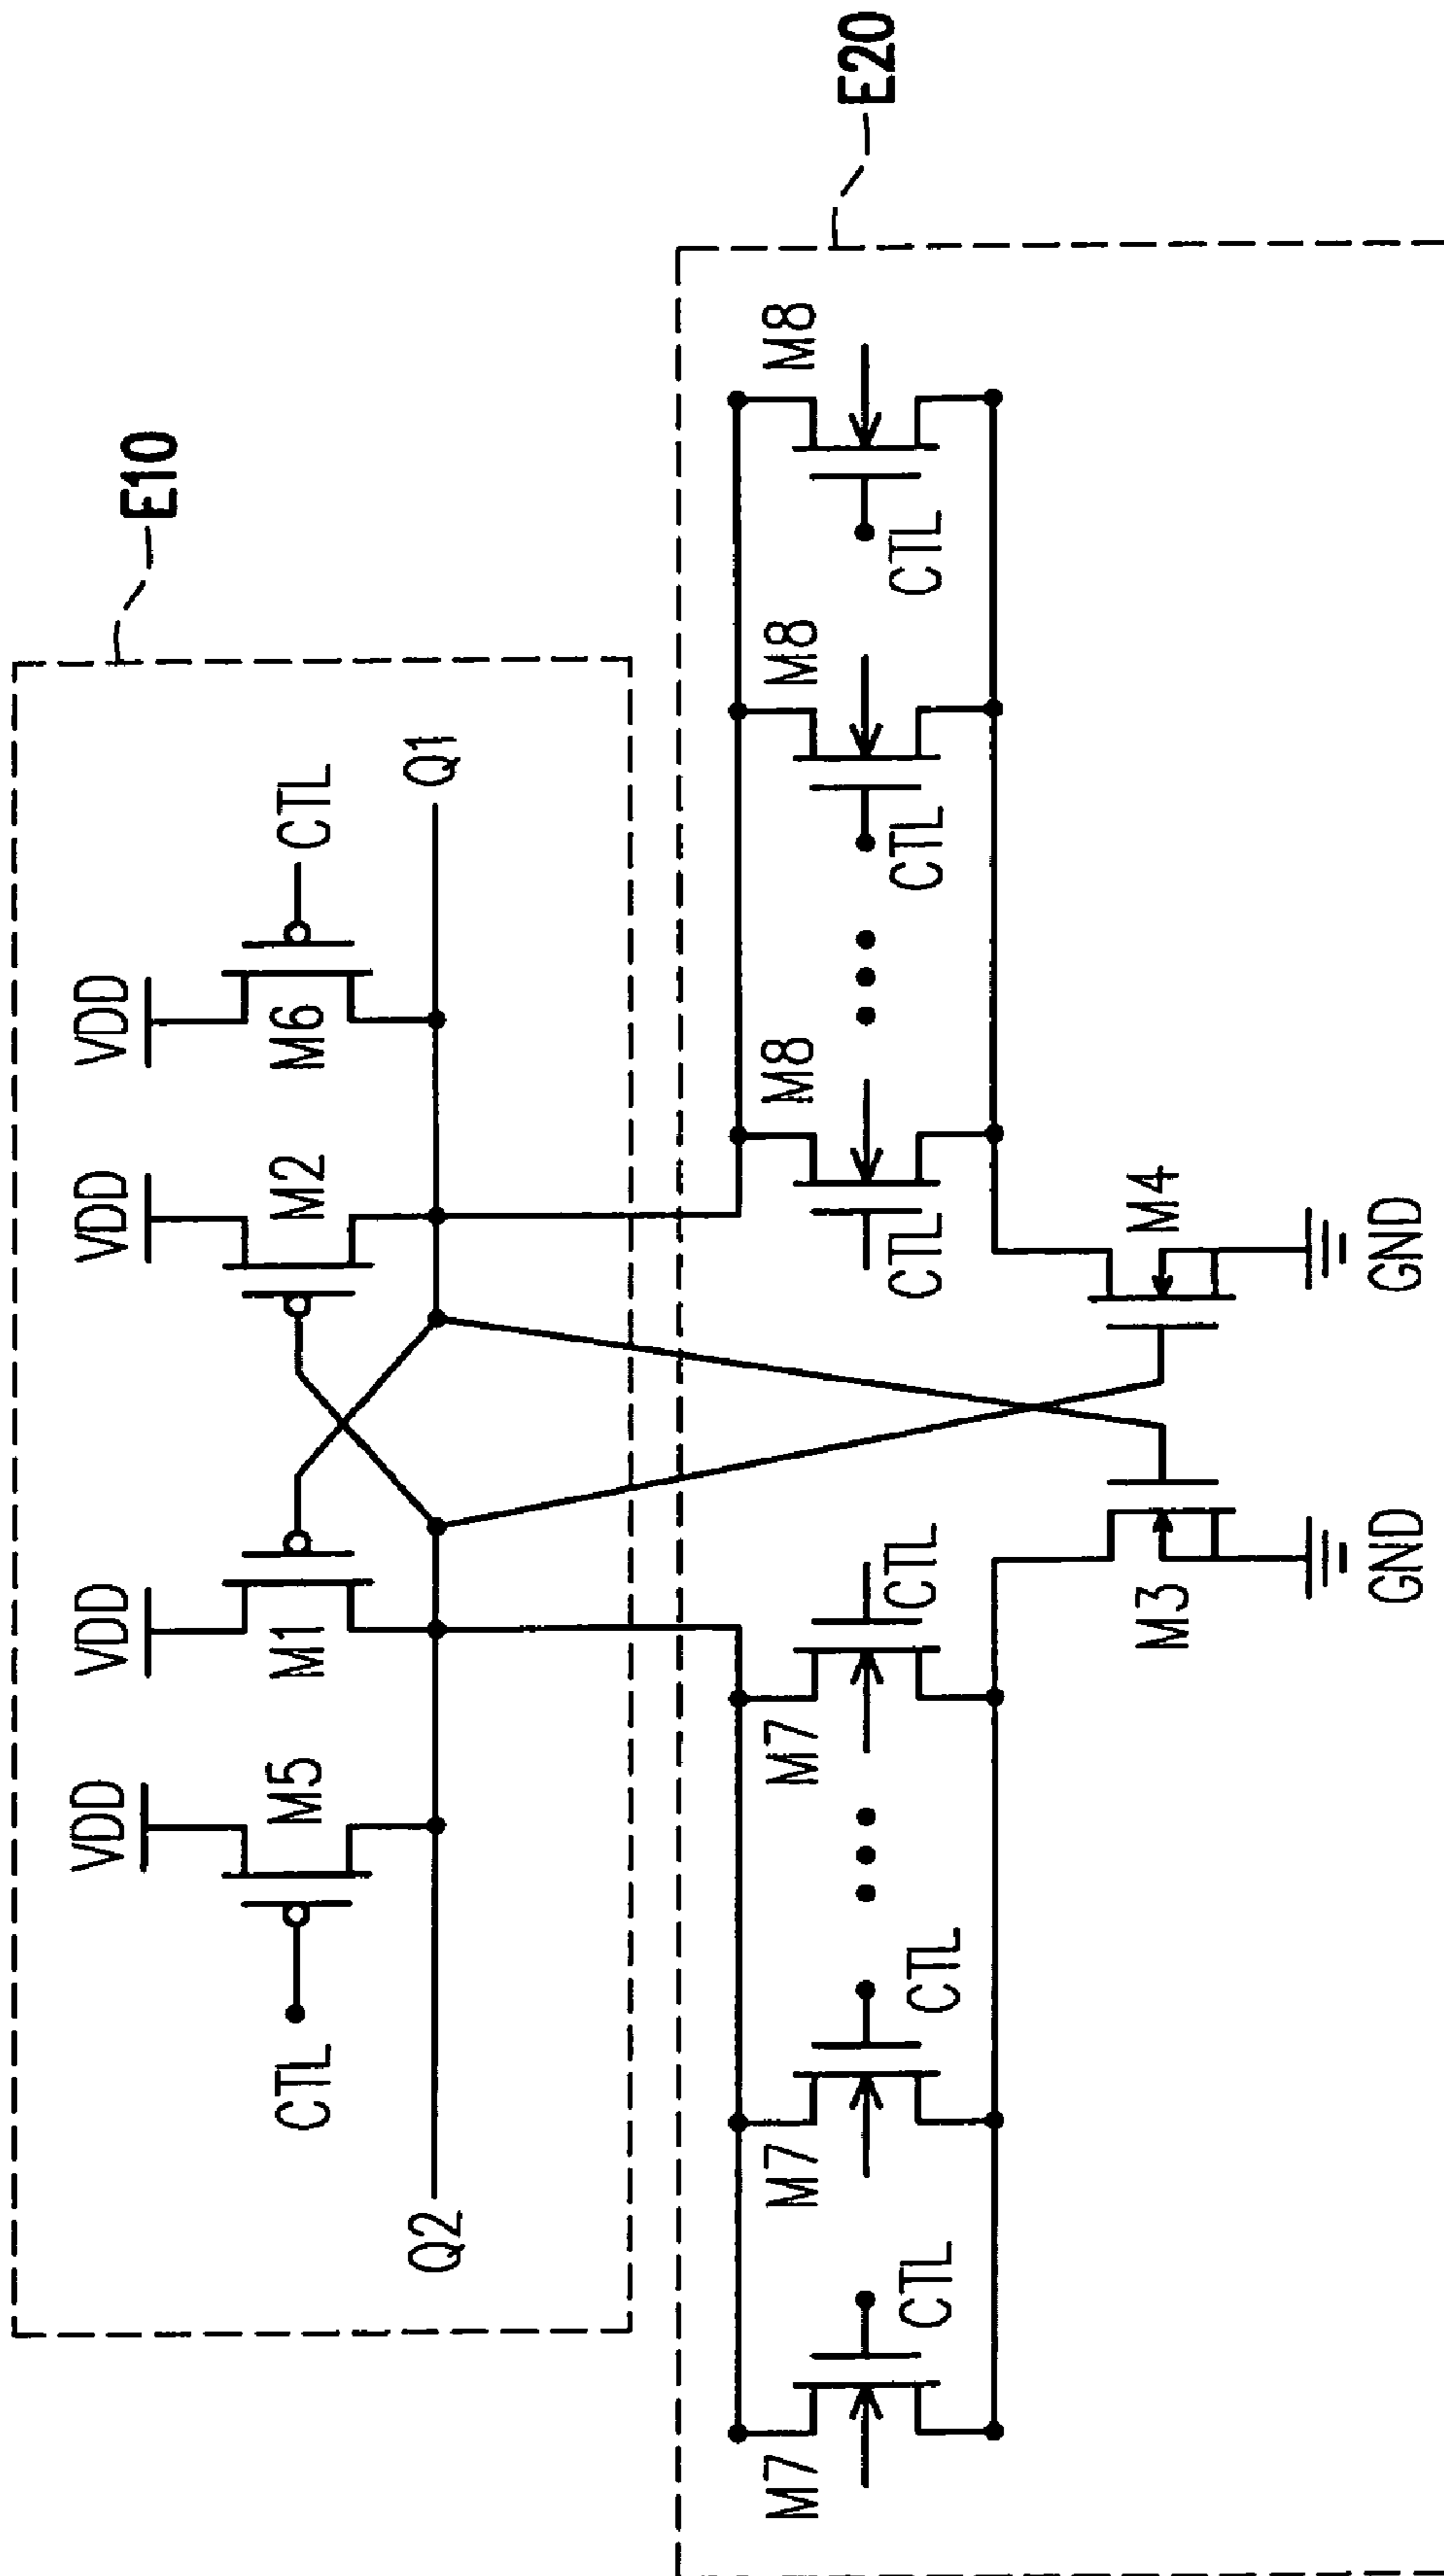 VDD VDD VDD VDD
E10
CTL M5 M1 M2 M6 CTL
Q2 Q1
M7 M7 M7 M8 M8 M8
E20
CTL CTL CTL CTL CTL CTL
M3 M4
GND GND